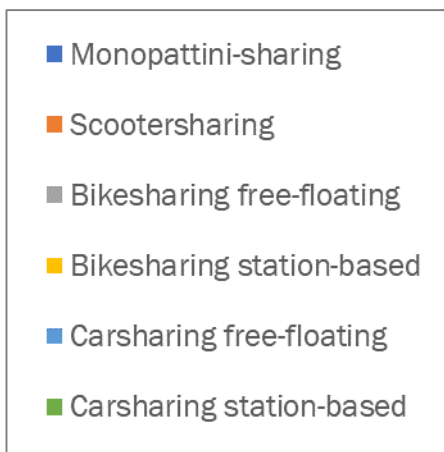 Monopattini-sharing
Scootersharing
Bikesharing free-floating
Bikesharing station-based
Carsharing free-floating
Carsharing station-based